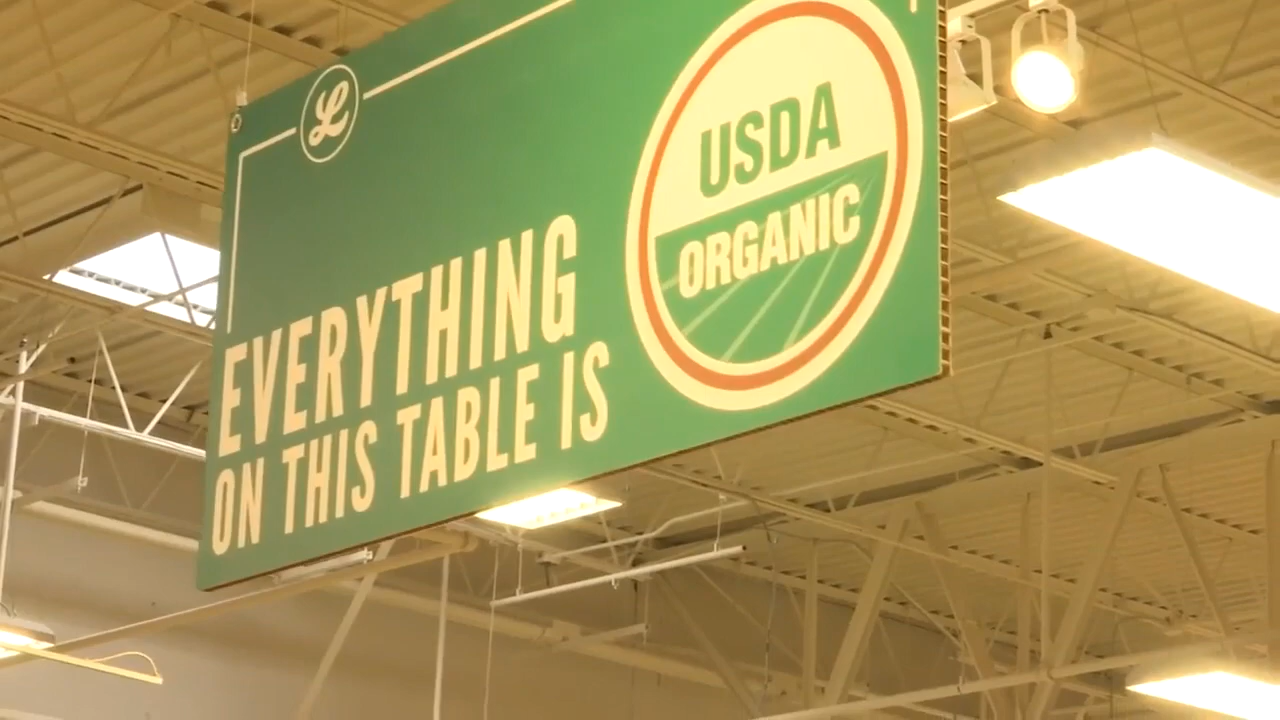 L
EVERYTHING
ON THIS TABLE IS
USDA
ORGANIC